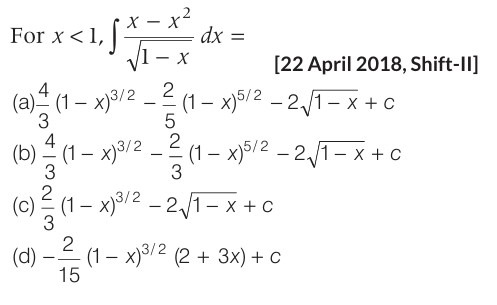 For x < 1, ∫ (x – x²)/√(1 – x) dx =
[22 April 2018, Shift-II]
(a) 4/3 (1 – x)^3/2 – 2/5 (1 – x)^5/2 – 2√(1 – x) + c
(b) 4/3 (1 – x)^3/2 – 2/3 (1 – x)^5/2 – 2√(1 – x) + c
(c) 2/3 (1 – x)^3/2 – 2√(1 – x) + c
(d) – 2/15 (1 – x)^3/2 (2 + 3x) + c